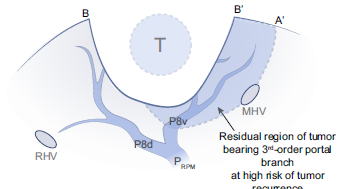 B
B'
A'
T
P8v
MHV
P8d
RHV
P RPM
Residual region of tumor
bearing 3rd-order portal
branch
at high risk of tumor
recurrence